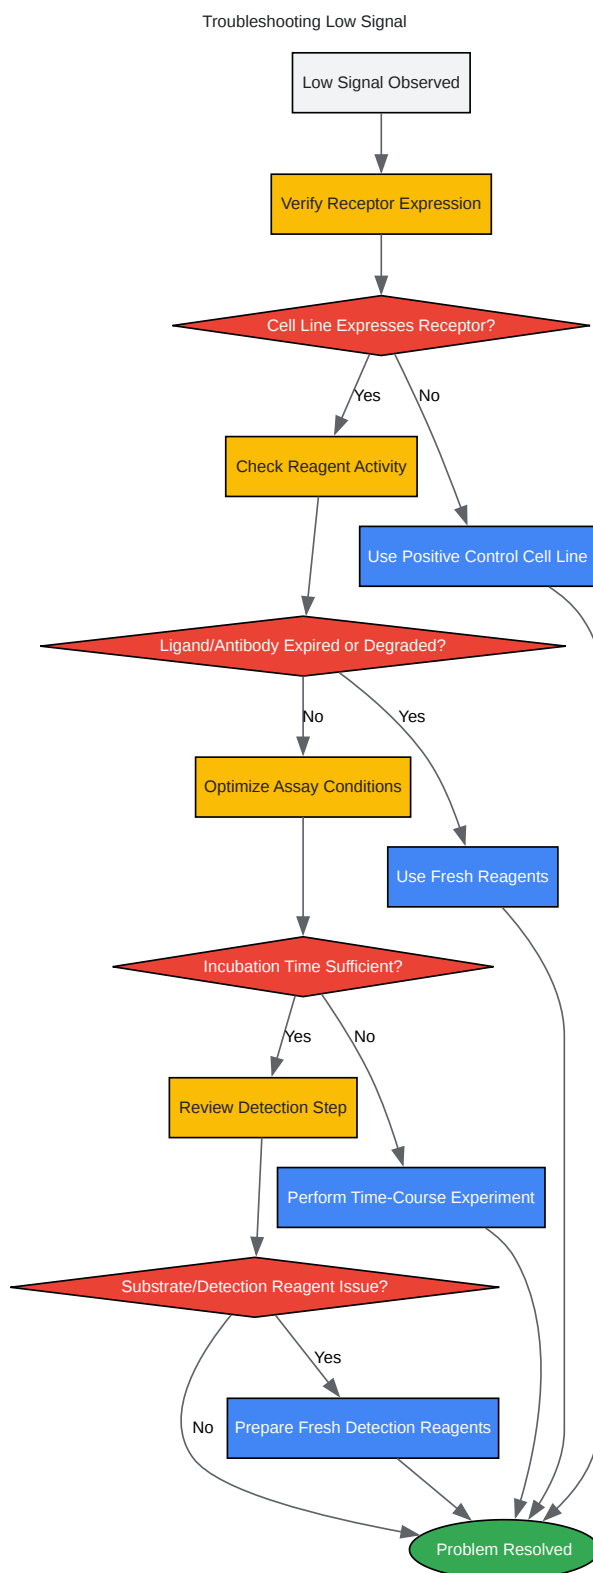 Troubleshooting Low Signal
Low Signal Observed
Verify Receptor Expression
Cell Line Expresses Receptor?
Yes
No
Check Reagent Activity
Use Positive Control Cell Line
Ligand/Antibody Expired or Degraded?
No
Yes
Optimize Assay Conditions
Use Fresh Reagents
Incubation Time Sufficient?
Yes
No
Review Detection Step
Perform Time-Course Experiment
Substrate/Detection Reagent Issue?
Yes
Prepare Fresh Detection Reagents
No
Problem Resolved